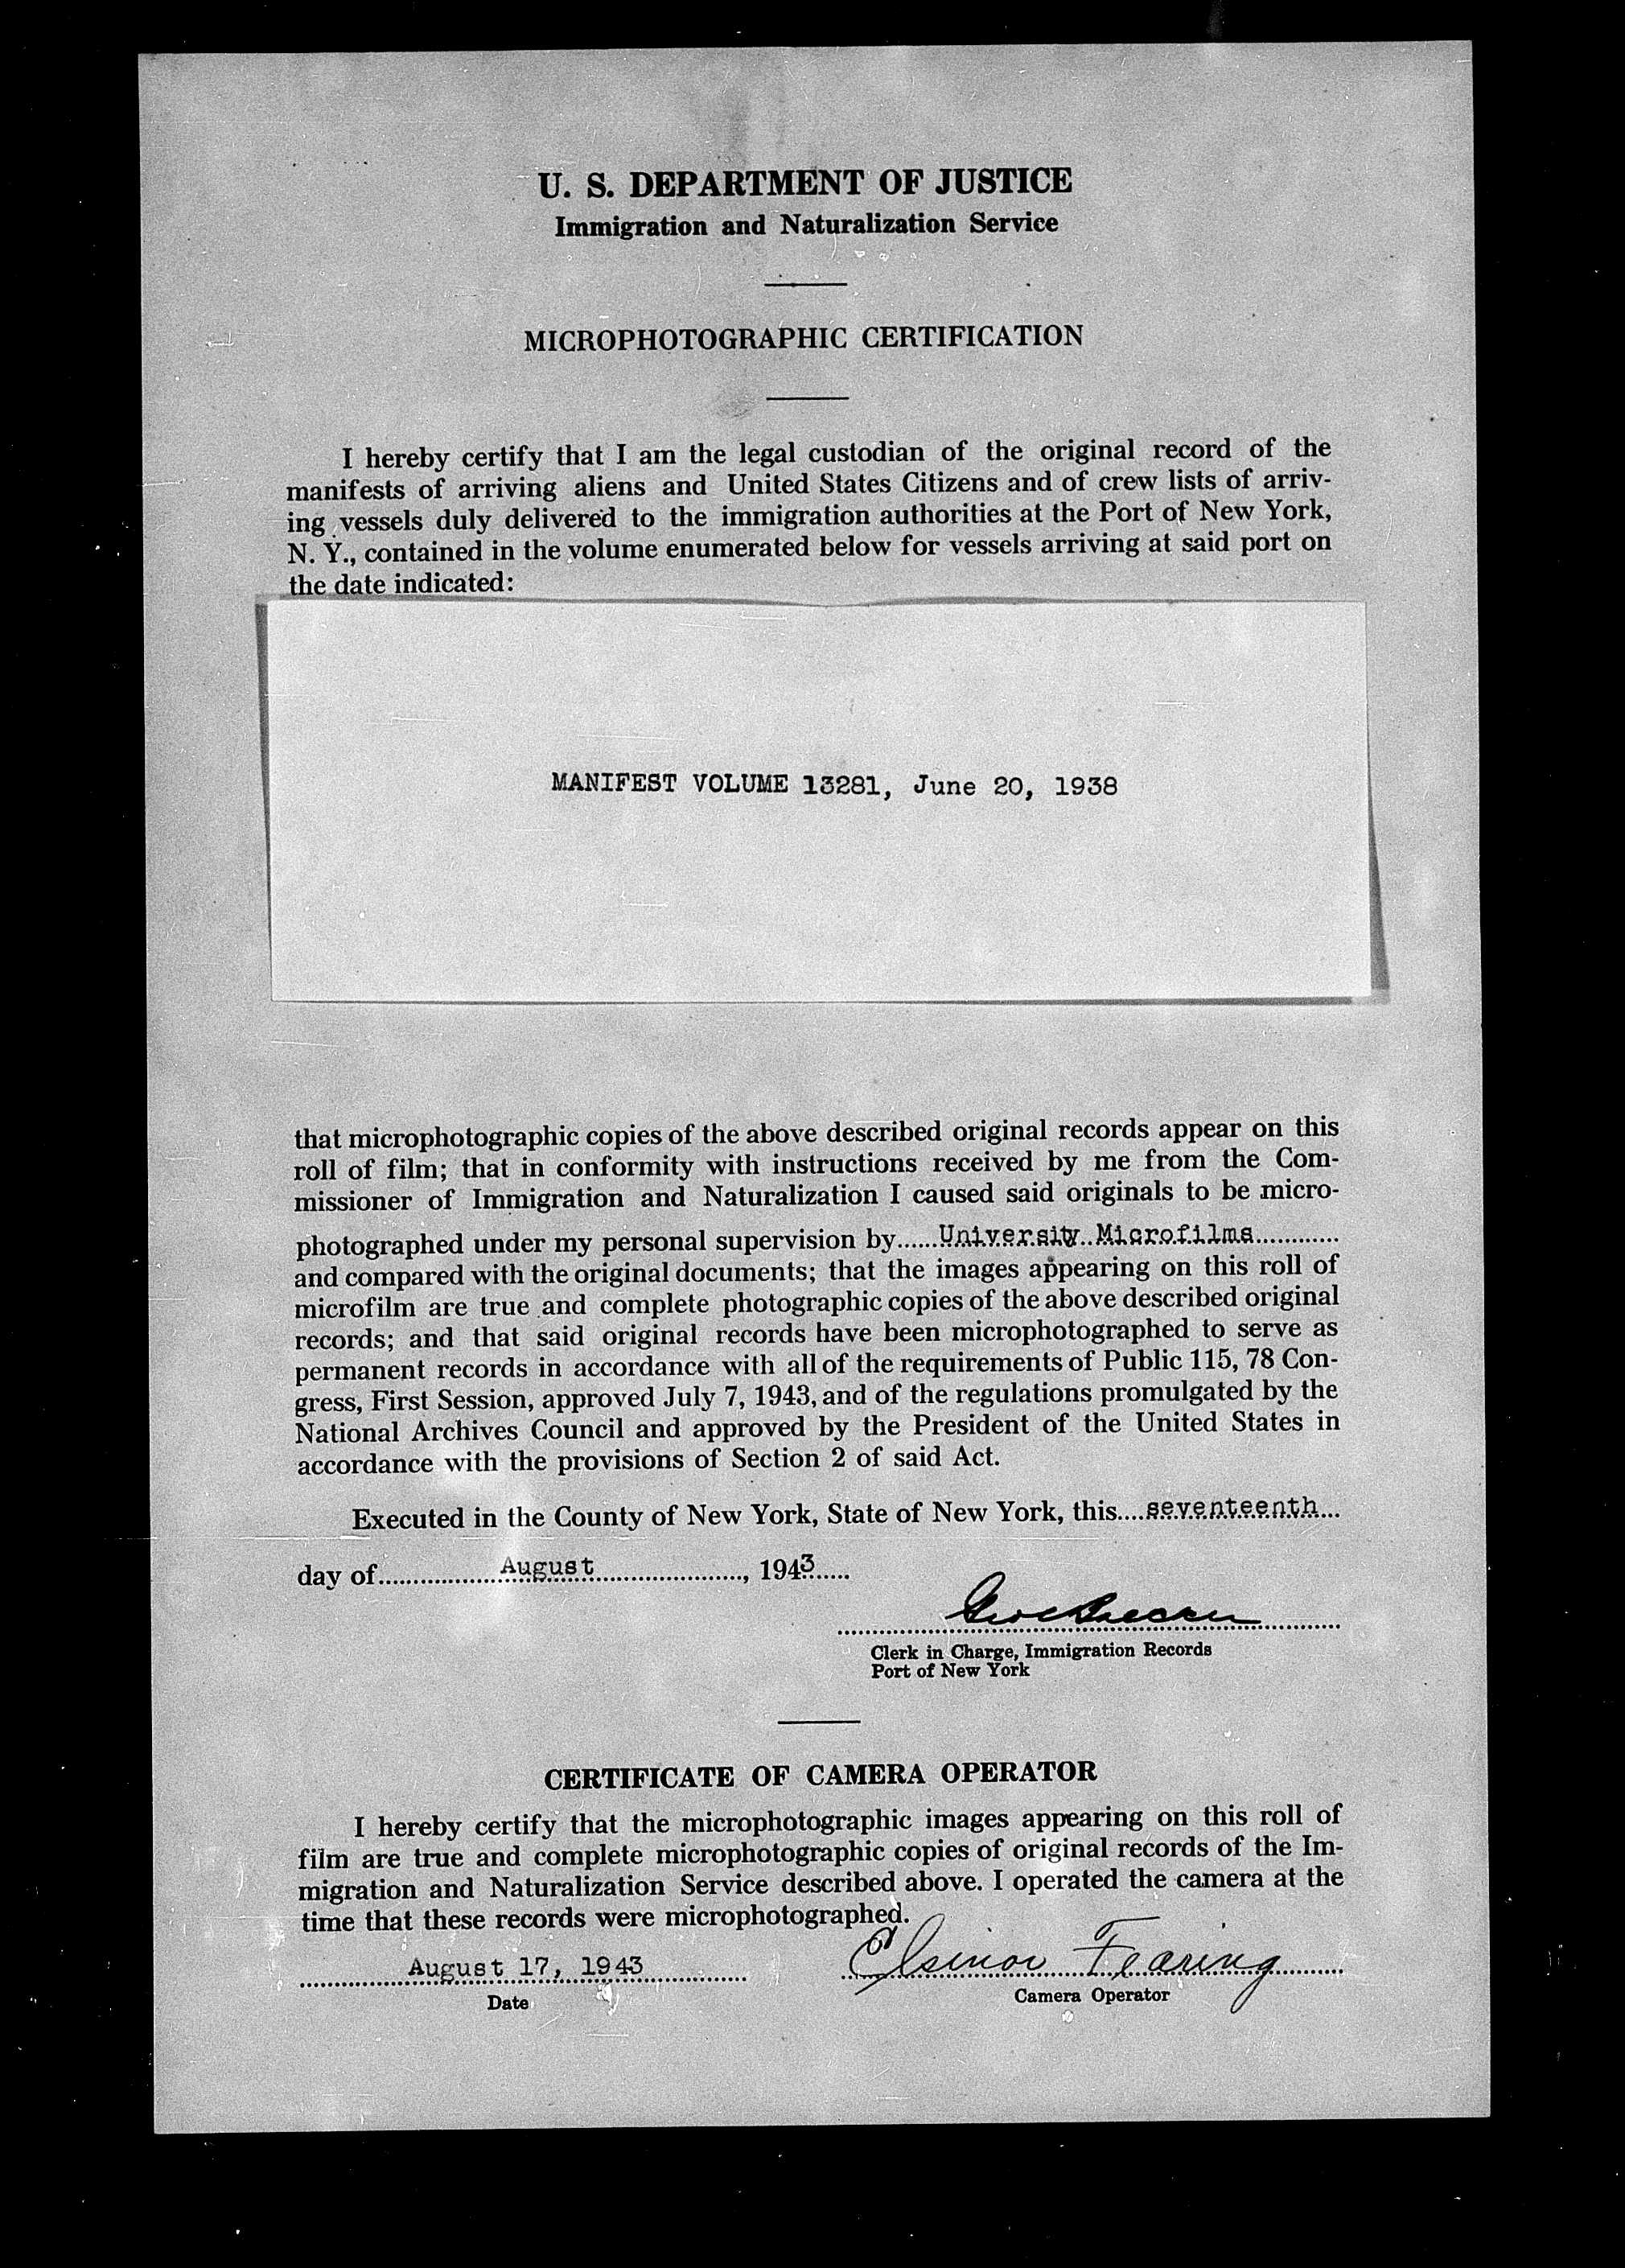 U. S. DEPARTMENT OF JUSTICE
Immigration and Naturalization Service
MICROPHOTOGRAPHIC CERTIFICATION
I hereby certify that I am the legal custodian of the original record of the
manifests of arriving aliens and United States Citizens and of crew lists of arriv-
ing vessels duly delivered to the immigration authorities at the Port of New York,
N. Y., contained in the volume enumerated below for vessels arriving at said port on
the date indicated:
MANIFEST VOLUME 13281, June 20, 1938
that microphotographic copies of the above described original records appear on this
roll of film; that in conformity with instructions received by me from the Com-
missioner of Immigration and Naturalization I caused said originals to be micro-
photographed under my personal supervision by......University Microfilms............
and compared with the original documents; that the images appearing on this roll of
microfilm are true and complete photographic copies of the above described original
records; and that said original records have been microphotographed to serve as
permanent records in accordance with all of the requirements of Public 115, 78 Con-
gress, First Session, approved July 7, 1943, and of the regulations promulgated by the
National Archives Council and approved by the President of the United States in
accordance with the provisions of Section 2 of said Act.
Executed in the County of New York, State of New York, this....seventeenth...
day of..................August........................, 1943......
Clerk in Charge, Immigration Records
Port of New York
CERTIFICATE OF CAMERA OPERATOR
I hereby certify that the microphotographic images appearing on this roll of
film are true and complete microphotographic copies of original records of the Im-
migration and Naturalization Service described above. I operated the camera at the
time that these records were microphotographed.
August 17, 1943 Elsinor Fearing
Date Camera Operator